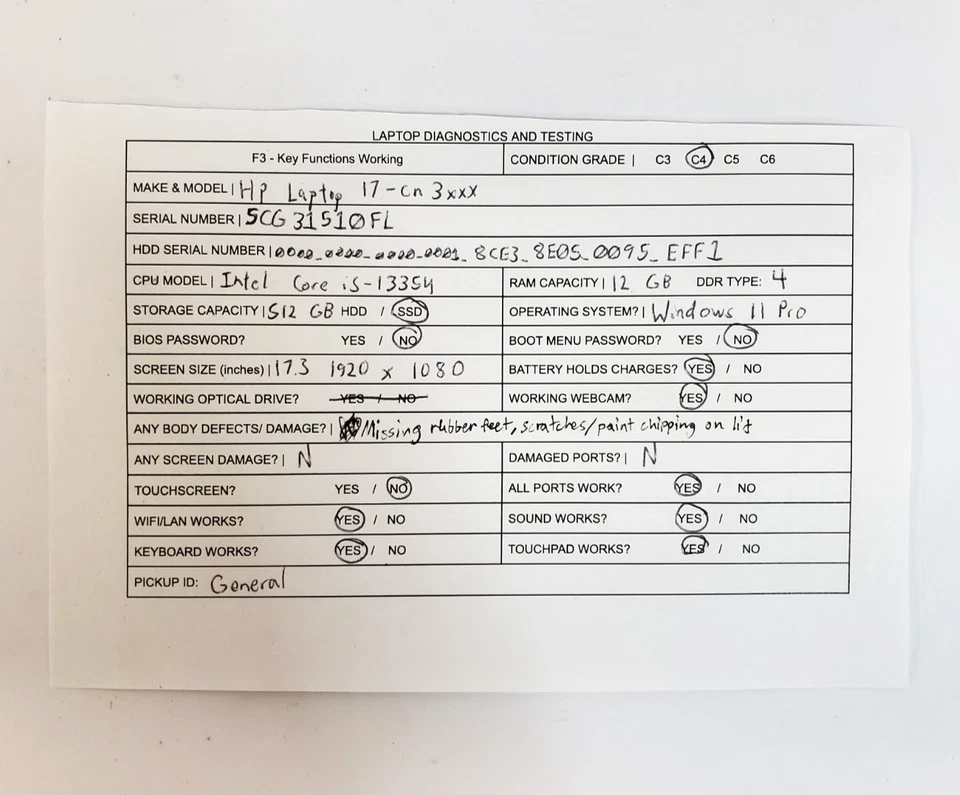 LAPTOP DIAGNOSTICS AND TESTING
F3 - Key Functions Working CONDITION GRADE | C3 C4 C5 C6
MAKE & MODEL | Hp Laptop 17-cn 3xxx
SERIAL NUMBER | 5CG31510FL
HDD SERIAL NUMBER | 0000_0000_0000_0001_8CE3_8E05_0095_EFF1
CPU MODEL | Intel Core i5-1335U RAM CAPACITY | 12 GB DDR TYPE: 4
STORAGE CAPACITY | 512 GB HDD / SSD OPERATING SYSTEM? | Windows 11 Pro
BIOS PASSWORD? YES / NO BOOT MENU PASSWORD? YES / NO
SCREEN SIZE (inches) | 17.3 1920 x 1080 BATTERY HOLDS CHARGES? YES / NO
WORKING OPTICAL DRIVE? YES / NO WORKING WEBCAM? YES / NO
ANY BODY DEFECTS/ DAMAGE? | Missing rubber feet, scratches/paint chipping on lid
ANY SCREEN DAMAGE? | N DAMAGED PORTS? | N
TOUCHSCREEN? YES / NO ALL PORTS WORK? YES / NO
WIFI/LAN WORKS? YES / NO SOUND WORKS? YES / NO
KEYBOARD WORKS? YES / NO TOUCHPAD WORKS? YES / NO
PICKUP ID: General